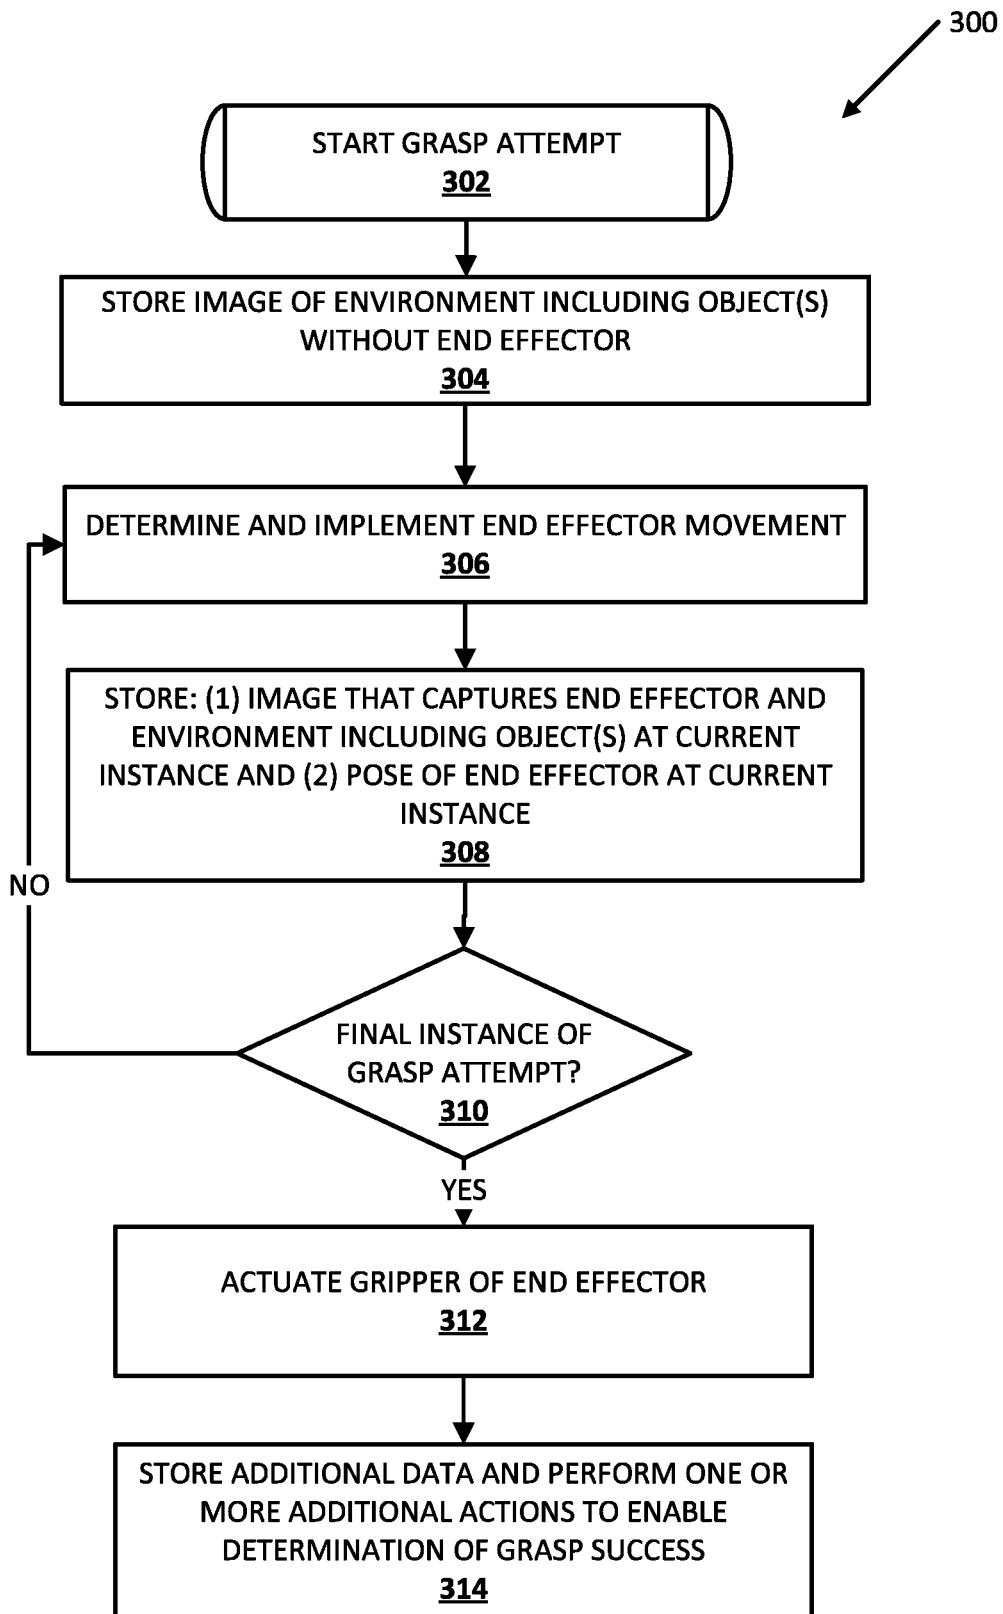 300
START GRASP ATTEMPT
302
STORE IMAGE OF ENVIRONMENT INCLUDING OBJECT(S)
WITHOUT END EFFECTOR
304
DETERMINE AND IMPLEMENT END EFFECTOR MOVEMENT
306
STORE: (1) IMAGE THAT CAPTURES END EFFECTOR AND
ENVIRONMENT INCLUDING OBJECT(S) AT CURRENT
INSTANCE AND (2) POSE OF END EFFECTOR AT CURRENT
INSTANCE
308
NO
FINAL INSTANCE OF
GRASP ATTEMPT?
310
YES
ACTUATE GRIPPER OF END EFFECTOR
312
STORE ADDITIONAL DATA AND PERFORM ONE OR
MORE ADDITIONAL ACTIONS TO ENABLE
DETERMINATION OF GRASP SUCCESS
314